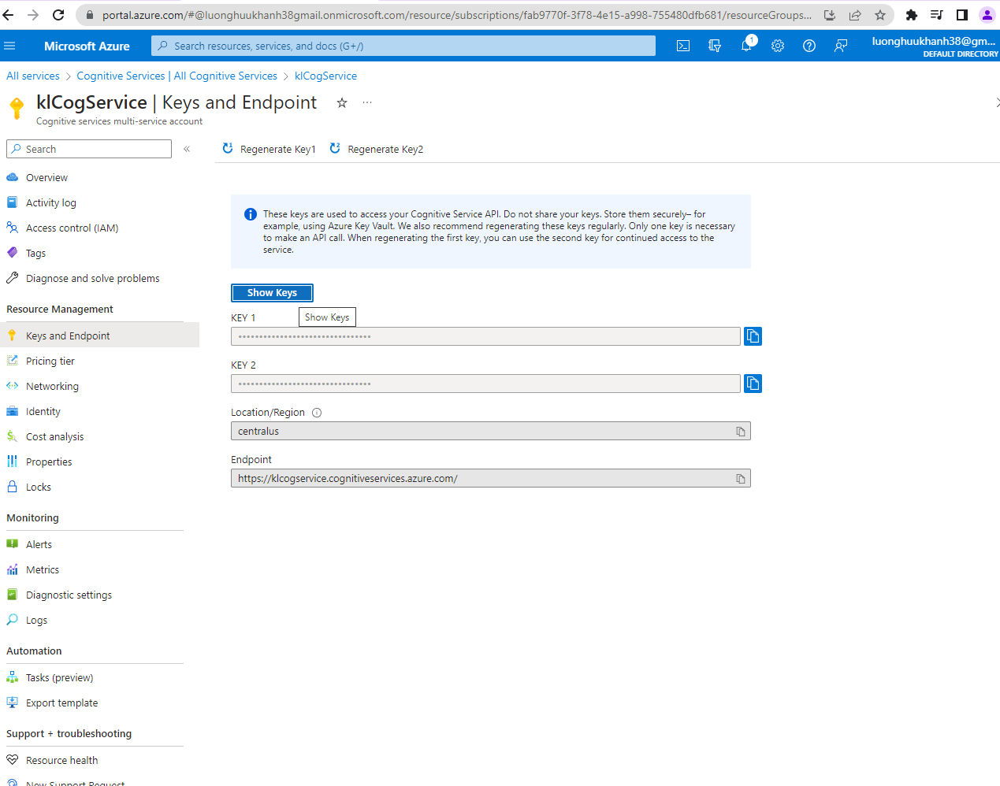 portal.azure.com/#@luonghuukhanh38gmail.onmicrosoft.com/resource/subscriptions/fab9770f-3f78-4e15-a998-755480dfb681/resourceGroups...
Microsoft Azure
Search resources, services, and docs (G+/)
1
luonghuukhanh38@gm...
DEFAULT DIRECTORY
All services > Cognitive Services | All Cognitive Services > klCogService
klCogService | Keys and Endpoint
Cognitive services multi-service account
Search
«
Regenerate Key1
Regenerate Key2
Overview
Activity log
Access control (IAM)
Tags
Diagnose and solve problems
Resource Management
Keys and Endpoint
Pricing tier
Networking
Identity
Cost analysis
Properties
Locks
Monitoring
Alerts
Metrics
Diagnostic settings
Logs
Automation
Tasks (preview)
Export template
Support + troubleshooting
Resource health
New Support Request
These keys are used to access your Cognitive Service API. Do not share your keys. Store them securely– for
example, using Azure Key Vault. We also recommend regenerating these keys regularly. Only one key is necessary
to make an API call. When regenerating the first key, you can use the second key for continued access to the
service.
Show Keys
Show Keys
KEY 1
••••••••••••••••••••••••••••••••
KEY 2
••••••••••••••••••••••••••••••••
Location/Region
centralus
Endpoint
https://klcogservice.cognitiveservices.azure.com/